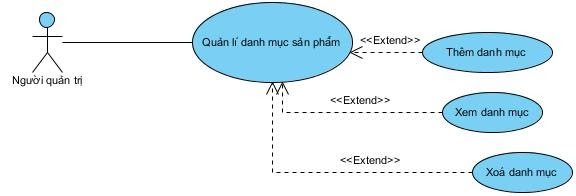 Quản lí danh mục sản phẩm
<<Extend>>
Thêm danh mục
Người quản trị
<<Extend>>
Xem danh mục
<<Extend>>
Xoá danh mục